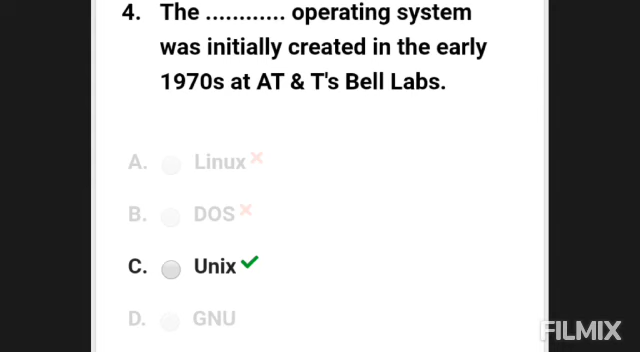 4. The ............ operating system
was initially created in the early
1970s at AT & T's Bell Labs.
A. Linux
B. DOS
C. Unix
D. GNU
FILMIX